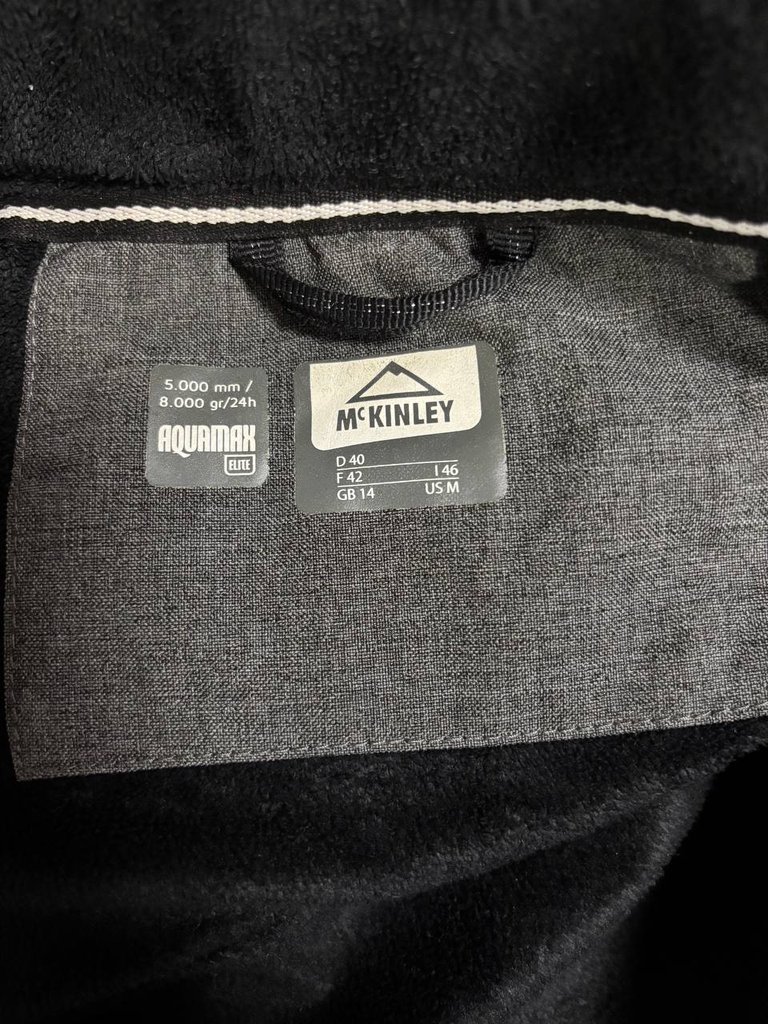 5.000 mm /
8.000 gr/24h
AQUAMAX
ELITE
McKINLEY
D 40
F 42 I 46
GB 14 US M